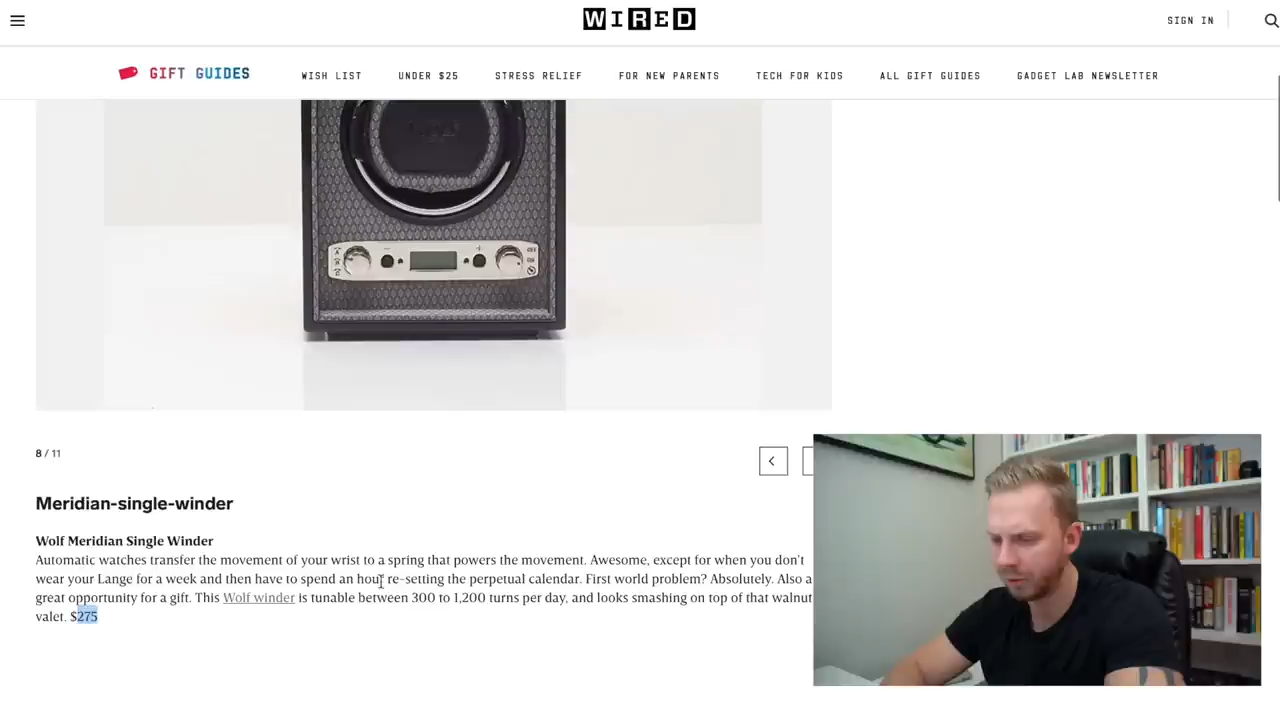 WIRED
SIGN IN
GIFT GUIDES
WISH LIST
UNDER $25
STRESS RELIEF
FOR NEW PARENTS
TECH FOR KIDS
ALL GIFT GUIDES
GADGET LAB NEWSLETTER
8 / 11
Meridian-single-winder
Wolf Meridian Single Winder
Automatic watches transfer the movement of your wrist to a spring that powers the movement. Awesome, except for when you don't
wear your Lange for a week and then have to spend an hour re-setting the perpetual calendar. First world problem? Absolutely. Also a
great opportunity for a gift. This Wolf winder is tunable between 300 to 1,200 turns per day, and looks smashing on top of that walnut
valet. $275